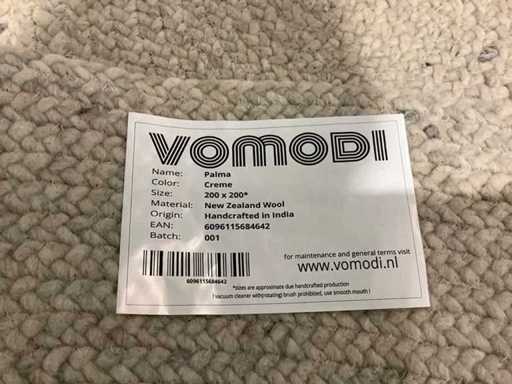 VOMODI
Name: Palma
Color: Creme
Size: 200 x 200*
Material: New Zealand Wool
Origin: Handcrafted in India
EAN: 6096115684642
Batch: 001
for maintenance and general terms visit
www.vomodi.nl
6096115684642
*sizes are approximate due handcrafted production
! vacuum cleaner with(rotating) brush prohibited, use smooth mouth !